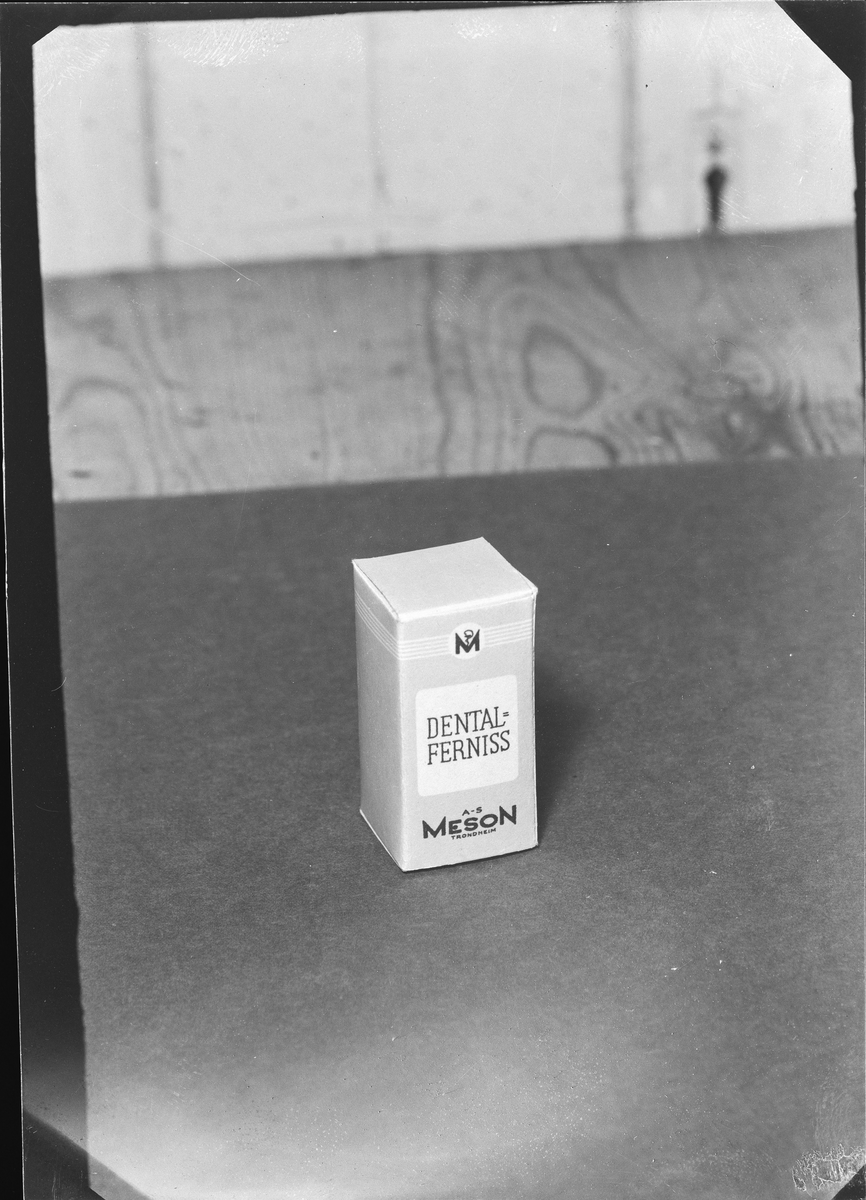 M
DENTAL=
FERNISS
A-S
MESON
TRONDHEIM